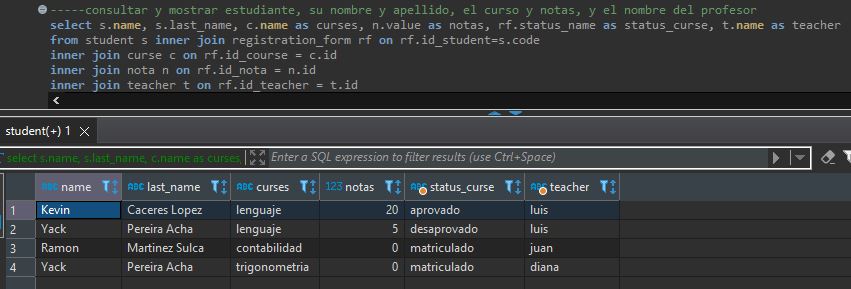 -----consultar y mostrar estudiante, su nombre y apellido, el curso y notas, y el nombre del profesor
select s.name, s.last_name, c.name as curses, n.value as notas, rf.status_name as status_curse, t.name as teacher
from student s inner join registration_form rf on rf.id_student=s.code
inner join curse c on rf.id_course = c.id
inner join nota n on rf.id_nota = n.id
inner join teacher t on rf.id_teacher = t.id
student(+) 1
select s.name, s.last_name, c.name as curses, Enter a SQL expression to filter results (use Ctrl+Space)
ABC name ABC last_name ABC curses 123 notas ABC status_curse ABC teacher
1 Kevin Caceres Lopez lenguaje 20 aprovado luis
2 Yack Pereira Acha lenguaje 5 desaprovado luis
3 Ramon Martinez Sulca contabilidad 0 matriculado juan
4 Yack Pereira Acha trigonometria 0 matriculado diana